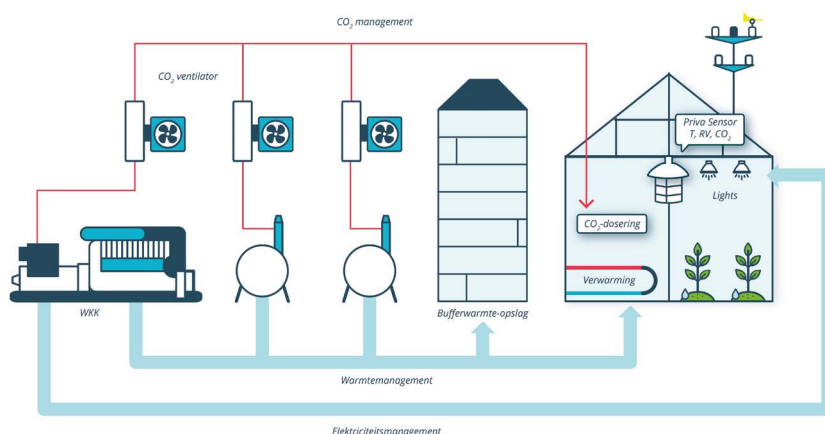 CO₂ management
CO₂ ventilator
Priva Sensor
T, RV, CO₂
Lights
CO₂-dosering
Verwarming
WKK
Bufferwarmte-opslag
Warmtemanagement
Elektriciteitsmanagement